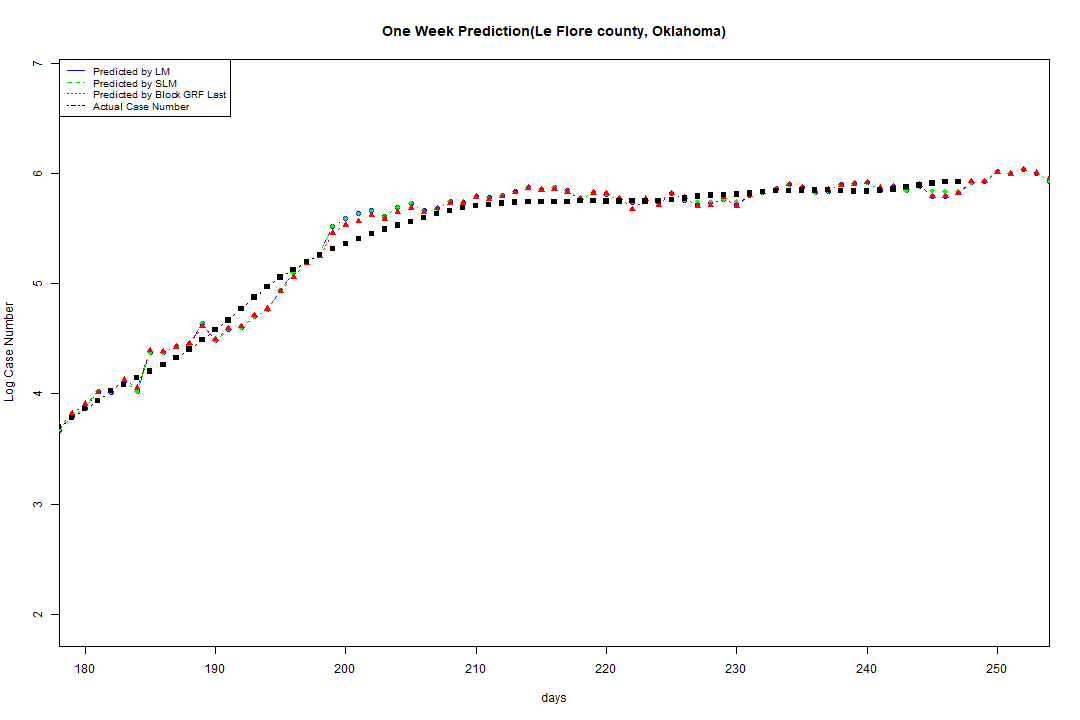 One Week Prediction(Le Flore county, Oklahoma)
Predicted by LM
Predicted by SLM
Predicted by Block GRF Last
Actual Case Number
7
6
5
4
3
2
Log Case Number
180 190 200 210 220 230 240 250
days